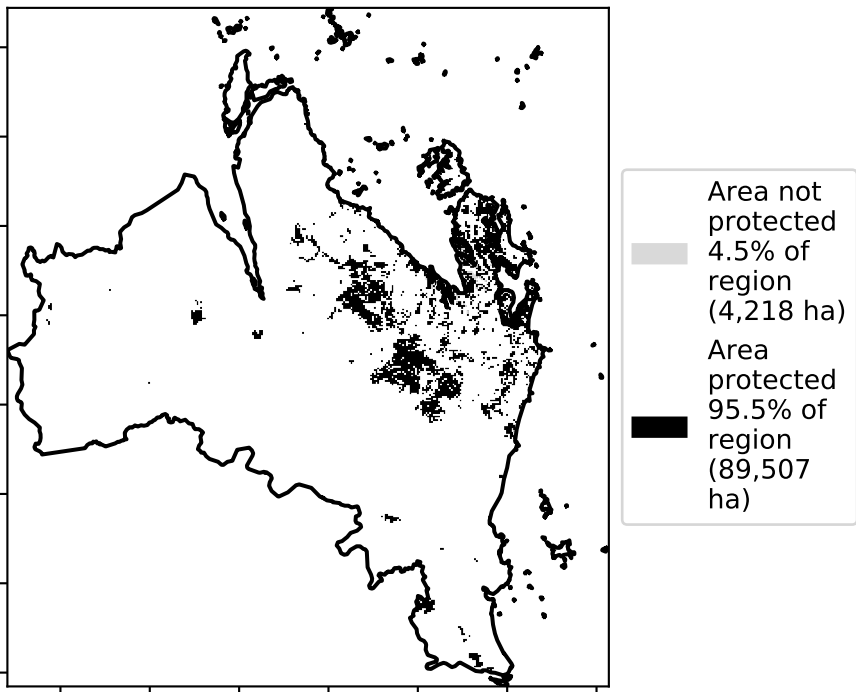 Area not
protected
4.5% of
region
(4,218 ha)
Area
protected
95.5% of
region
(89,507
ha)